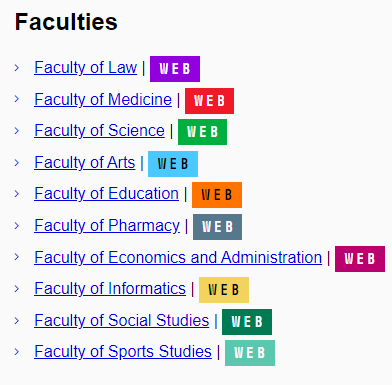 Faculties
Faculty of Law | WEB
Faculty of Medicine | WEB
Faculty of Science | WEB
Faculty of Arts | WEB
Faculty of Education | WEB
Faculty of Pharmacy | WEB
Faculty of Economics and Administration | WEB
Faculty of Informatics | WEB
Faculty of Social Studies | WEB
Faculty of Sports Studies | WEB